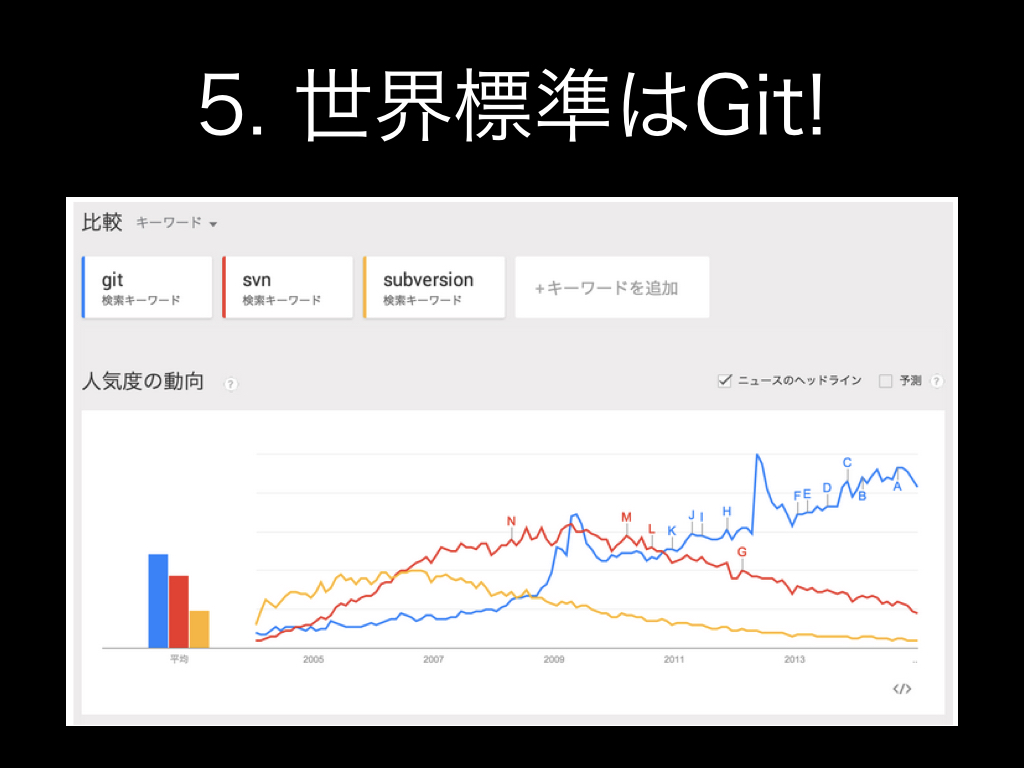 5. 世界標準はGit!
比較 キーワード
git
検索キーワード
svn
検索キーワード
subversion
検索キーワード
+キーワードを追加
人気度の動向 ?
ニュースのヘッドライン 予測 ?
N M L K J I H G F E D C B A
平均 2005 2007 2009 2011 2013 ..
</>